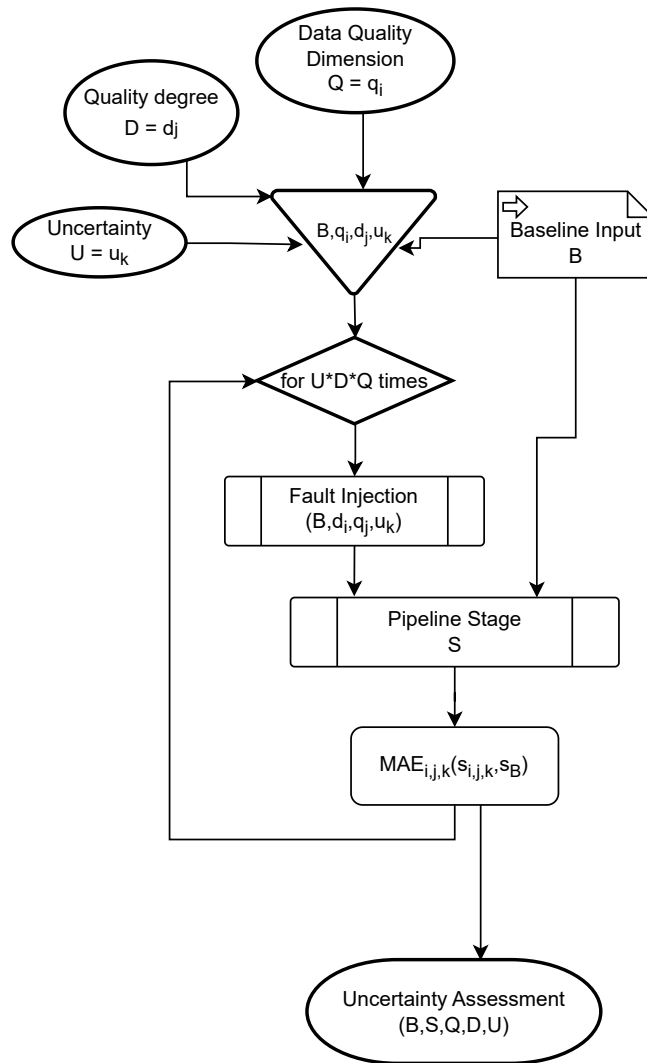 Data Quality
Dimension
Q = qᵢ
Quality degree
D = dⱼ
Uncertainty
U = uₖ
B,qᵢ,dⱼ,uₖ
Baseline Input
B
for U*D*Q times
Fault Injection
(B,dᵢ,qⱼ,uₖ)
Pipeline Stage
S
MAEᵢ,ⱼ,ₖ(sᵢ,ⱼ,ₖ,s_B)
Uncertainty Assessment
(B,S,Q,D,U)